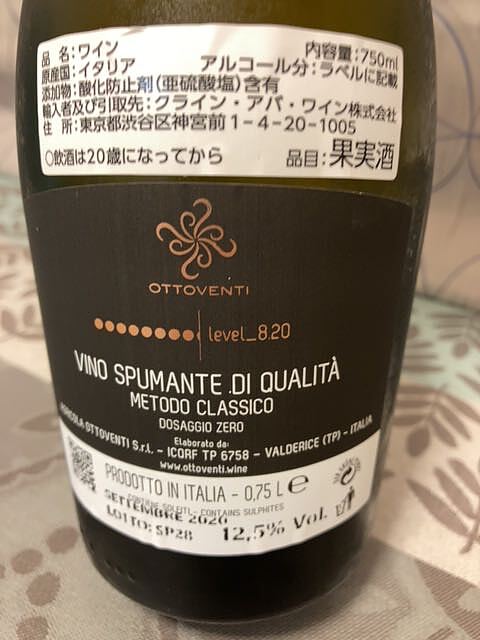 品 名：ワイン 内容量：750ml
原産国：イタリア アルコール分：ラベルに記載
添加物：酸化防止剤（亜硫酸塩）含有
輸入者及び引取先：クライン・アバ・ワイン株式会社
住 所：東京都渋谷区神宮前1-4-20-1005
○飲酒は20歳になってから 品目：果実酒
OTTOVENTI
level_8.20
VINO SPUMANTE DI QUALITÀ
METODO CLASSICO
DOSAGGIO ZERO
Elaborato da:
AGRICOLA OTTOVENTI S.r.l. - ICQRF TP 6758 - VALDERICE (TP) - ITALIA
www.ottoventi.wine
PRODOTTO IN ITALIA - 0,75 L e
CONTAINS SULPHITES
SETTEMBRE 2020
LOTTO: SP28 12,5% Vol.